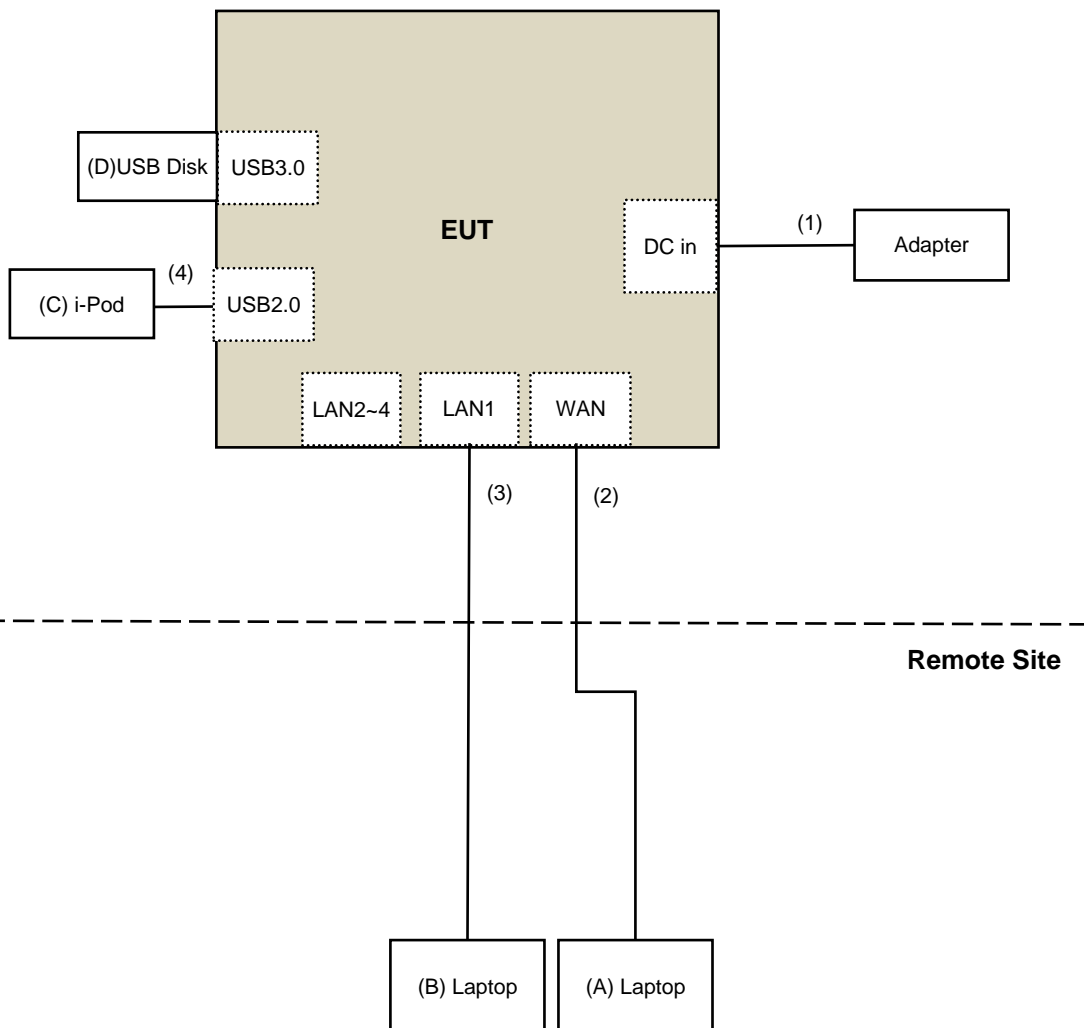 (D)USB Disk
USB3.0
EUT
DC in
(1)
Adapter
(4)
(C) i-Pod
USB2.0
LAN2~4
LAN1
WAN
(3)
(2)
Remote Site
(B) Laptop
(A) Laptop